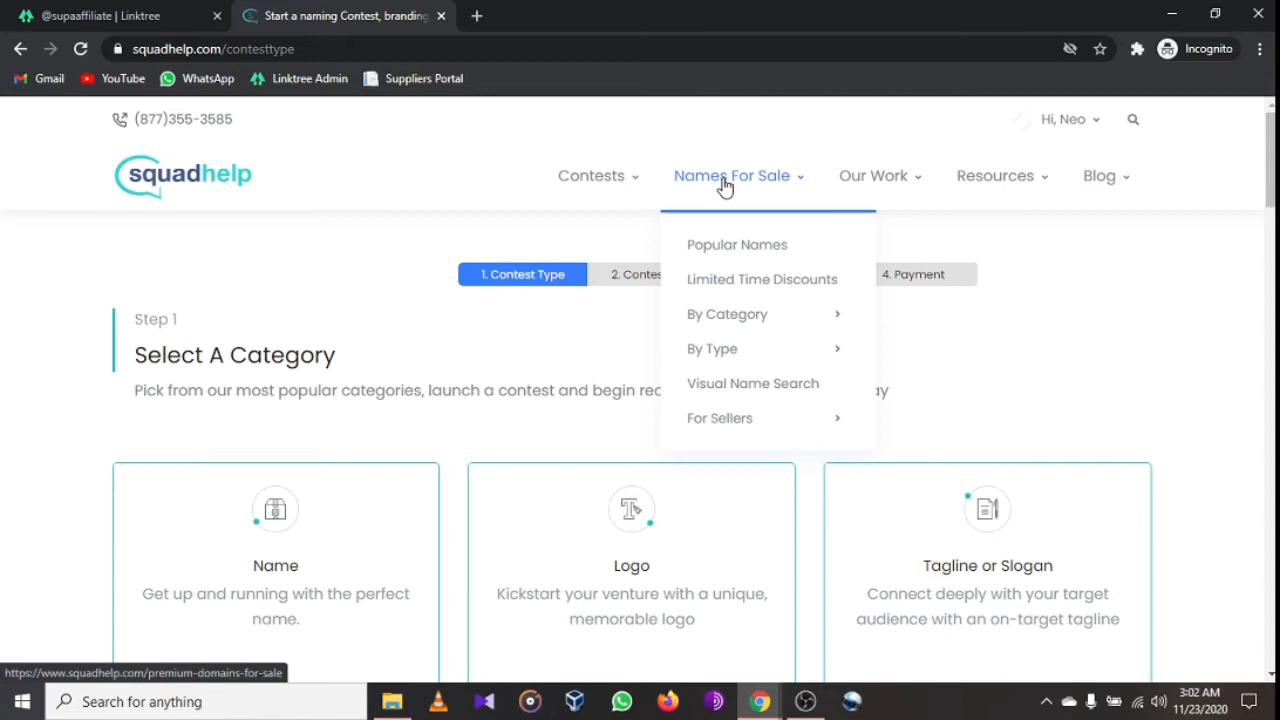 @supaaffiliate | Linktree
Start a naming Contest, branding
squadhelp.com/contesttype
Incognito
Gmail
YouTube
WhatsApp
Linktree Admin
Suppliers Portal
(877)355-3585
Hi, Neo
squadhelp
Contests
Names For Sale
Our Work
Resources
Blog
Popular Names
Limited Time Discounts
By Category
By Type
Visual Name Search
For Sellers
1. Contest Type
2. Contes
4. Payment
Step 1
Select A Category
Pick from our most popular categories, launch a contest and begin rec
ay
Name
Get up and running with the perfect
name.
Logo
Kickstart your venture with a unique,
memorable logo
Tagline or Slogan
Connect deeply with your target
audience with an on-target tagline
https://www.squadhelp.com/premium-domains-for-sale
Search for anything
3:02 AM
11/23/2020